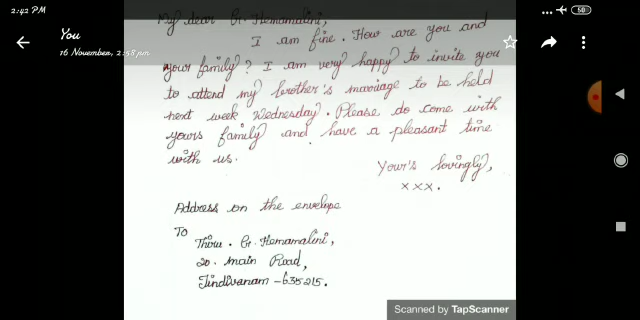 2:42 PM
50
You
16 November, 2:58 pm
My dear G. Hemamalini,
I am fine. How are you and
your family? I am very happy to invite you
to attend my brother's marriage to be held
next week Wednesday. Please do come with
yours family and have a pleasant time
with us.
Your's lovingly,
xxx.
Address on the envelope
To
Thiru. G. Hemamalini,
20. Main Road,
Tindivanam - 635215.
Scanned by TapScanner